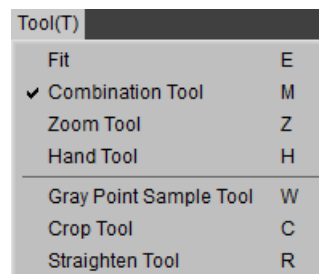 Tool(T)
Fit E
Combination Tool M
Zoom Tool Z
Hand Tool H
Gray Point Sample Tool W
Crop Tool C
Straighten Tool R